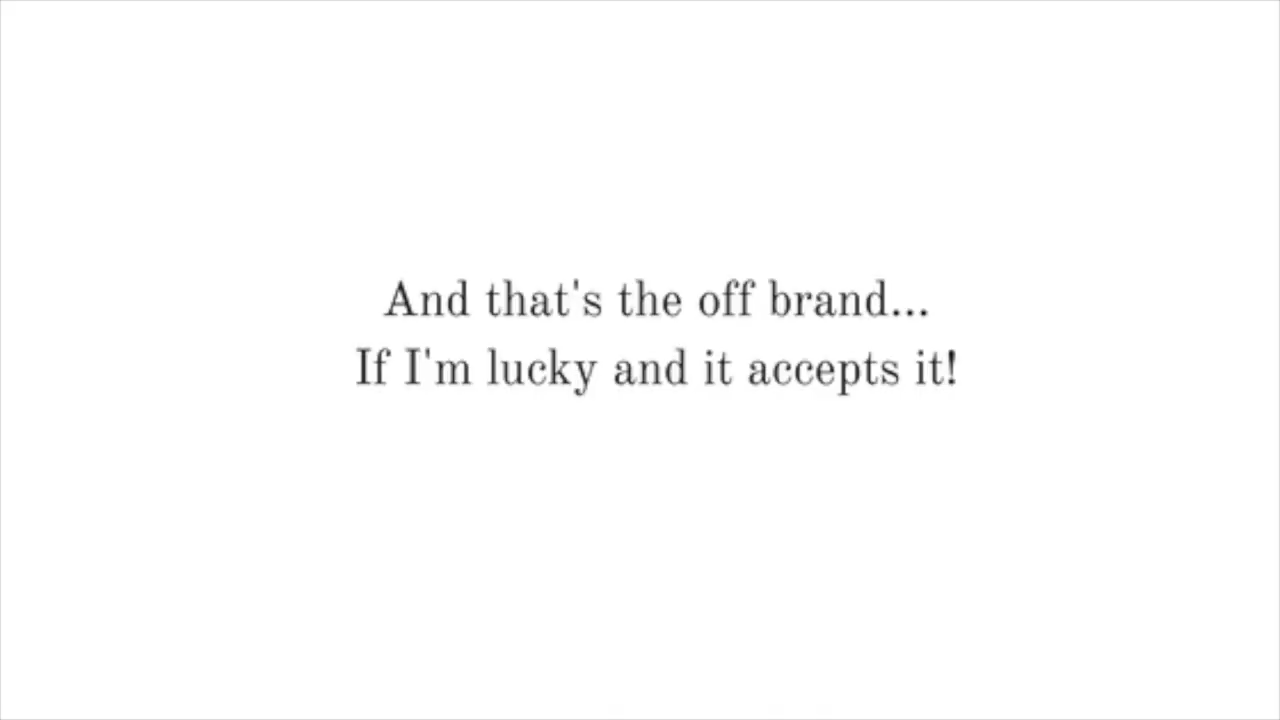 And that's the off brand...
If I'm lucky and it accepts it!